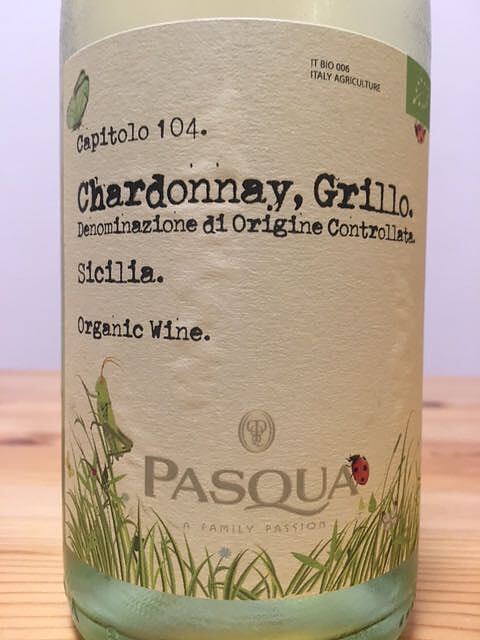 IT BIO 006
ITALY AGRICULTURE
Capitolo 104.
Chardonnay, Grillo.
Denominazione di Origine Controllata.
Sicilia.
Organic Wine.
PASQUA
A FAMILY PASSION